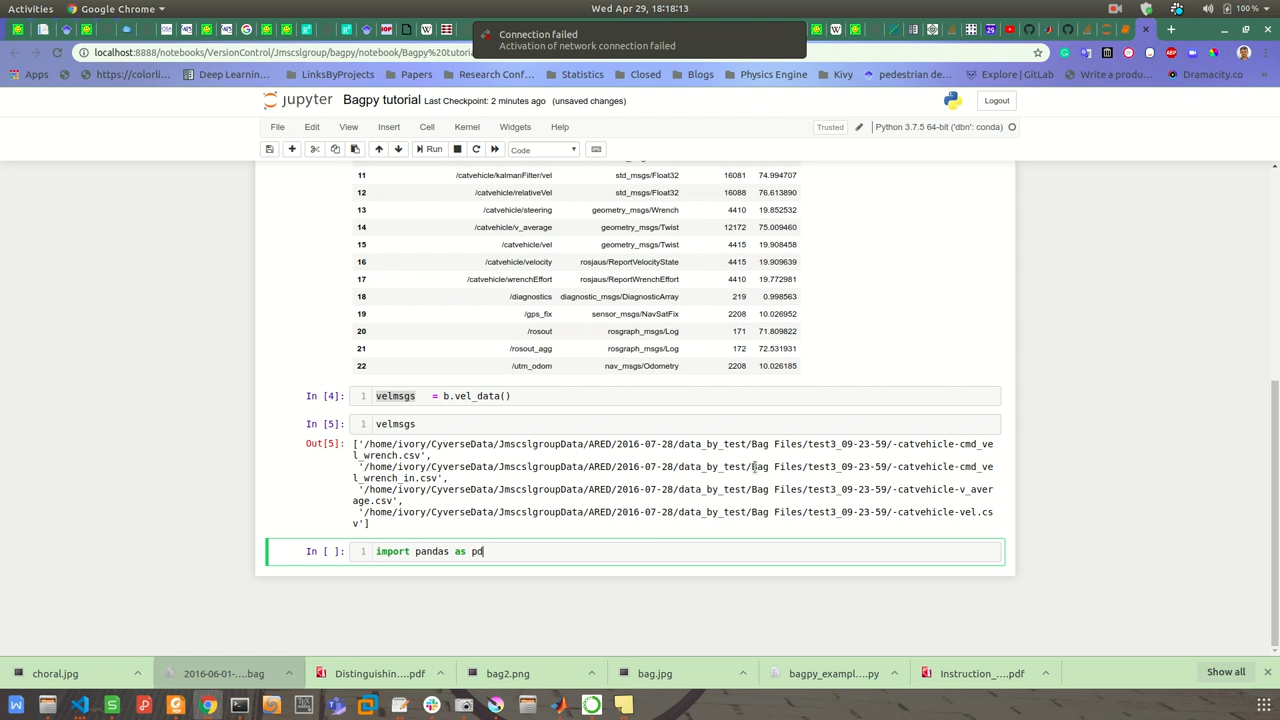 Activities
Google Chrome
Wed Apr 29, 18:18:13
100 %
Connection failed
Activation of network connection failed
localhost:8888/notebooks/VersionControl/Jmscslgroup/bagpy/notebook/Bagpy%20tutoria
Apps
https://colorli...
Deep Learnin...
LinksByProjects
Papers
Research Conf...
Statistics
Closed
Blogs
Physics Engine
Kivy
pedestrian de...
Explore | GitLab
Write a produ...
Dramacity.co
jupyter Bagpy tutorial Last Checkpoint: 2 minutes ago (unsaved changes)
Logout
File Edit View Insert Cell Kernel Widgets Help
Trusted
Python 3.7.5 64-bit ('dbn': conda)
Run
Code
11 /catvehicle/kalmanFilter/vel std_msgs/Float32 16081 74.994707
12 /catvehicle/relativeVel std_msgs/Float32 16088 76.613890
13 /catvehicle/steering geometry_msgs/Wrench 4410 19.852532
14 /catvehicle/v_average geometry_msgs/Twist 12172 75.009460
15 /catvehicle/vel geometry_msgs/Twist 4415 19.908458
16 /catvehicle/velocity rosjaus/ReportVelocityState 4415 19.909639
17 /catvehicle/wrenchEffort rosjaus/ReportWrenchEffort 4410 19.772981
18 /diagnostics diagnostic_msgs/DiagnosticArray 219 0.998563
19 /gps_fix sensor_msgs/NavSatFix 2208 10.026952
20 /rosout rosgraph_msgs/Log 171 71.809822
21 /rosout_agg rosgraph_msgs/Log 172 72.531931
22 /utm_odom nav_msgs/Odometry 2208 10.026185
In [4]: 1 velmsgs = b.vel_data()
In [5]: 1 velmsgs
Out[5]: ['/home/ivory/CyverseData/JmscslgroupData/ARED/2016-07-28/data_by_test/Bag Files/test3_09-23-59/-catvehicle-cmd_ve
l_wrench.csv',
'/home/ivory/CyverseData/JmscslgroupData/ARED/2016-07-28/data_by_test/Bag Files/test3_09-23-59/-catvehicle-cmd_ve
l_wrench_in.csv',
'/home/ivory/CyverseData/JmscslgroupData/ARED/2016-07-28/data_by_test/Bag Files/test3_09-23-59/-catvehicle-v_aver
age.csv',
'/home/ivory/CyverseData/JmscslgroupData/ARED/2016-07-28/data_by_test/Bag Files/test3_09-23-59/-catvehicle-vel.cs
v']
In [ ]: 1 import pandas as pd
choral.jpg
2016-06-01-....bag
Distinguishin....pdf
bag2.png
bag.jpg
bagpy_exampl....py
Instruction_....pdf
Show all